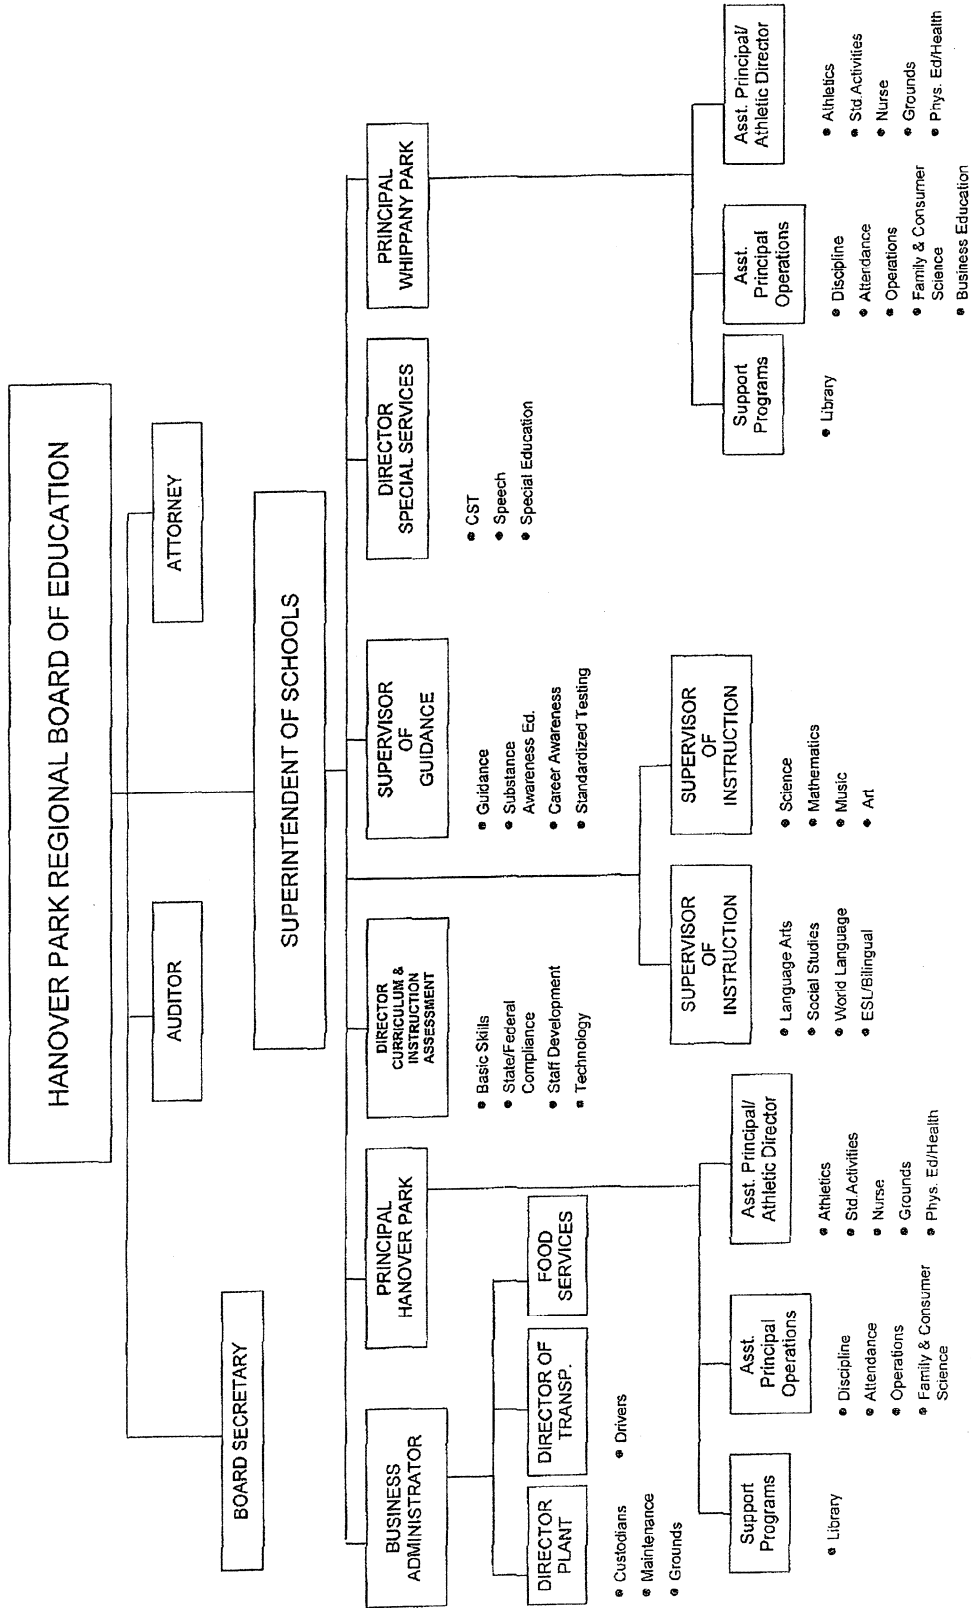 HANOVER PARK REGIONAL BOARD OF EDUCATION
BOARD SECRETARY
AUDITOR
ATTORNEY
SUPERINTENDENT OF SCHOOLS
BUSINESS
ADMINISTRATOR
PRINCIPAL
HANOVER PARK
DIRECTOR
CURRICULUM &
INSTRUCTION
ASSESSMENT
• Basic Skills
• State/Federal
Compliance
• Staff Development
• Technology
SUPERVISOR
OF
GUIDANCE
• Guidance
• Substance
Awareness Ed.
• Career Awareness
• Standardized Testing
DIRECTOR
SPECIAL SERVICES
• CST
• Speech
• Special Education
PRINCIPAL
WHIPPANY PARK
DIRECTOR
PLANT
• Custodians
• Maintenance
• Grounds
DIRECTOR OF
TRANSP.
• Drivers
FOOD
SERVICES
SUPERVISOR
OF
INSTRUCTION
• Language Arts
• Social Studies
• World Language
• ESL/Bilingual
SUPERVISOR
OF
INSTRUCTION
• Science
• Mathematics
• Music
• Art
Support
Programs
• Library
Asst.
Principal
Operations
• Discipline
• Attendance
• Operations
• Family & Consumer
Science
Asst. Principal/
Athletic Director
• Athletics
• Std.Activities
• Nurse
• Grounds
• Phys. Ed/Health
Support
Programs
• Library
Asst.
Principal
Operations
• Discipline
• Attendance
• Operations
• Family & Consumer
Science
• Business Education
Asst. Principal/
Athletic Director
• Athletics
• Std.Activities
• Nurse
• Grounds
• Phys. Ed/Health